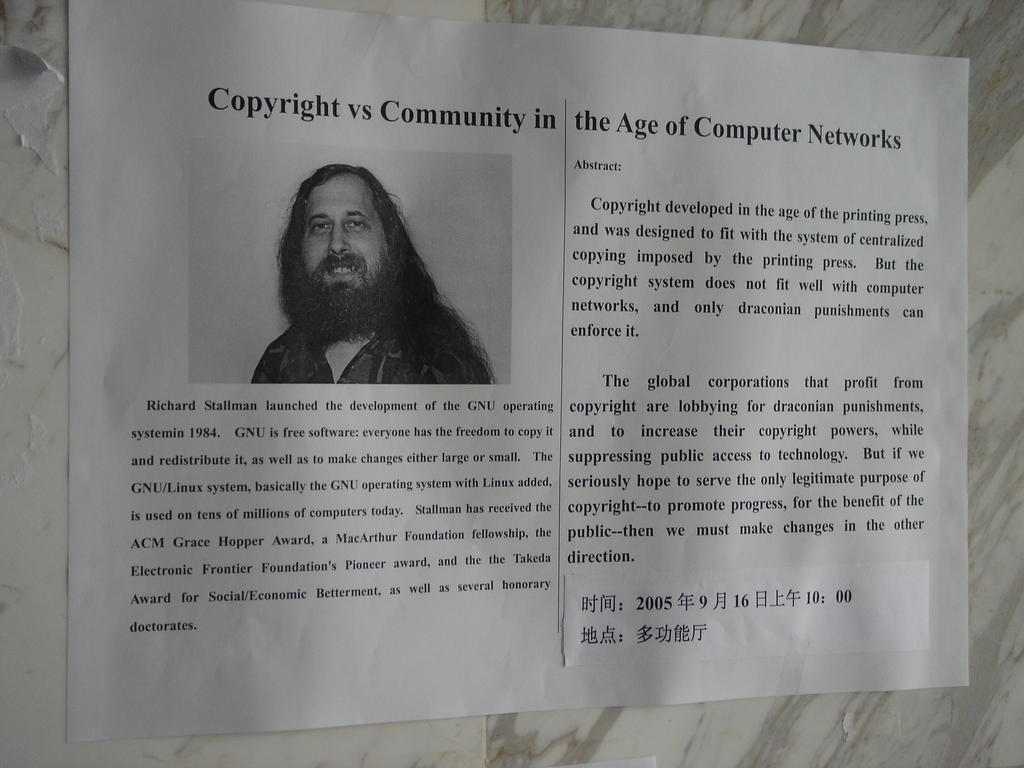 Copyright vs Community in the Age of Computer Networks
Richard Stallman launched the development of the GNU operating
systemin 1984. GNU is free software: everyone has the freedom to copy it
and redistribute it, as well as to make changes either large or small. The
GNU/Linux system, basically the GNU operating system with Linux added,
is used on tens of millions of computers today. Stallman has received the
ACM Grace Hopper Award, a MacArthur Foundation fellowship, the
Electronic Frontier Foundation's Pioneer award, and the the Takeda
Award for Social/Economic Betterment, as well as several honorary
doctorates.
Abstract:
Copyright developed in the age of the printing press,
and was designed to fit with the system of centralized
copying imposed by the printing press. But the
copyright system does not fit well with computer
networks, and only draconian punishments can
enforce it.
The global corporations that profit from
copyright are lobbying for draconian punishments,
and to increase their copyright powers, while
suppressing public access to technology. But if we
seriously hope to serve the only legitimate purpose of
copyright--to promote progress, for the benefit of the
public--then we must make changes in the other
direction.
时间：2005 年 9 月 16 日上午 10：00
地点：多功能厅